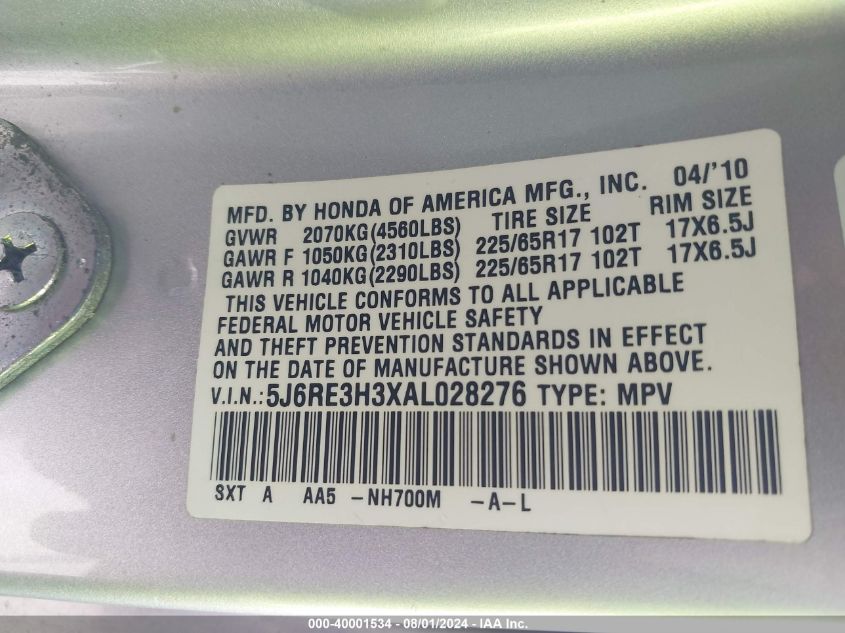 MFD. BY HONDA OF AMERICA MFG., INC. 04/'10
GVWR 2070KG(4560LBS) TIRE SIZE RIM SIZE
GAWR F 1050KG(2310LBS) 225/65R17 102T 17X6.5J
GAWR R 1040KG(2290LBS) 225/65R17 102T 17X6.5J
THIS VEHICLE CONFORMS TO ALL APPLICABLE
FEDERAL MOTOR VEHICLE SAFETY
AND THEFT PREVENTION STANDARDS IN EFFECT
ON THE DATE OF MANUFACTURE SHOWN ABOVE.
V.I.N.:5J6RE3H3XAL028276 TYPE: MPV
SXT A AA5 -NH700M -A-L
000-40001534 - 08/01/2024 - IAA Inc.